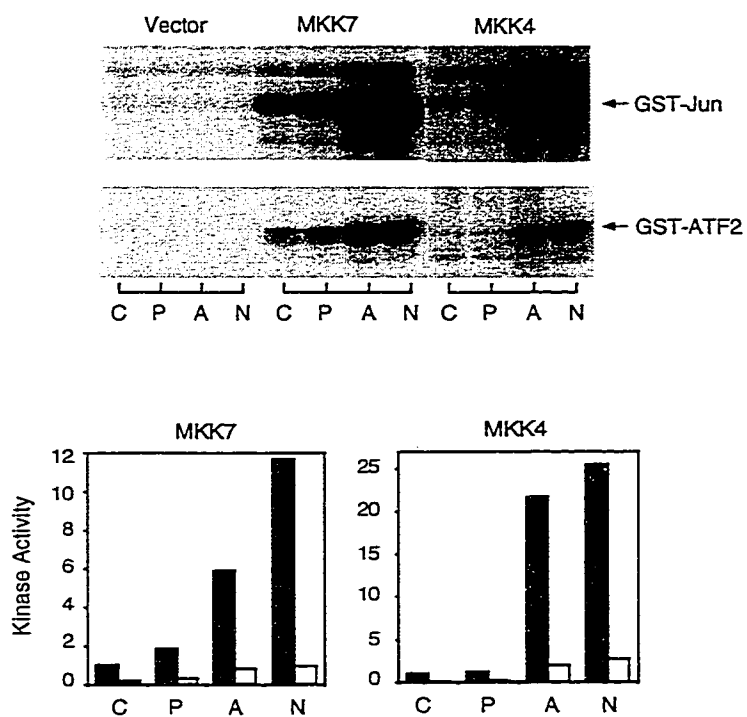 Vector MKK7 MKK4
GST-Jun
GST-ATF2
C P A N C P A N C P A N
MKK7
12
10
8
6
4
2
0
Kinase Activity
C P A N
MKK4
25
20
15
10
5
0
C P A N